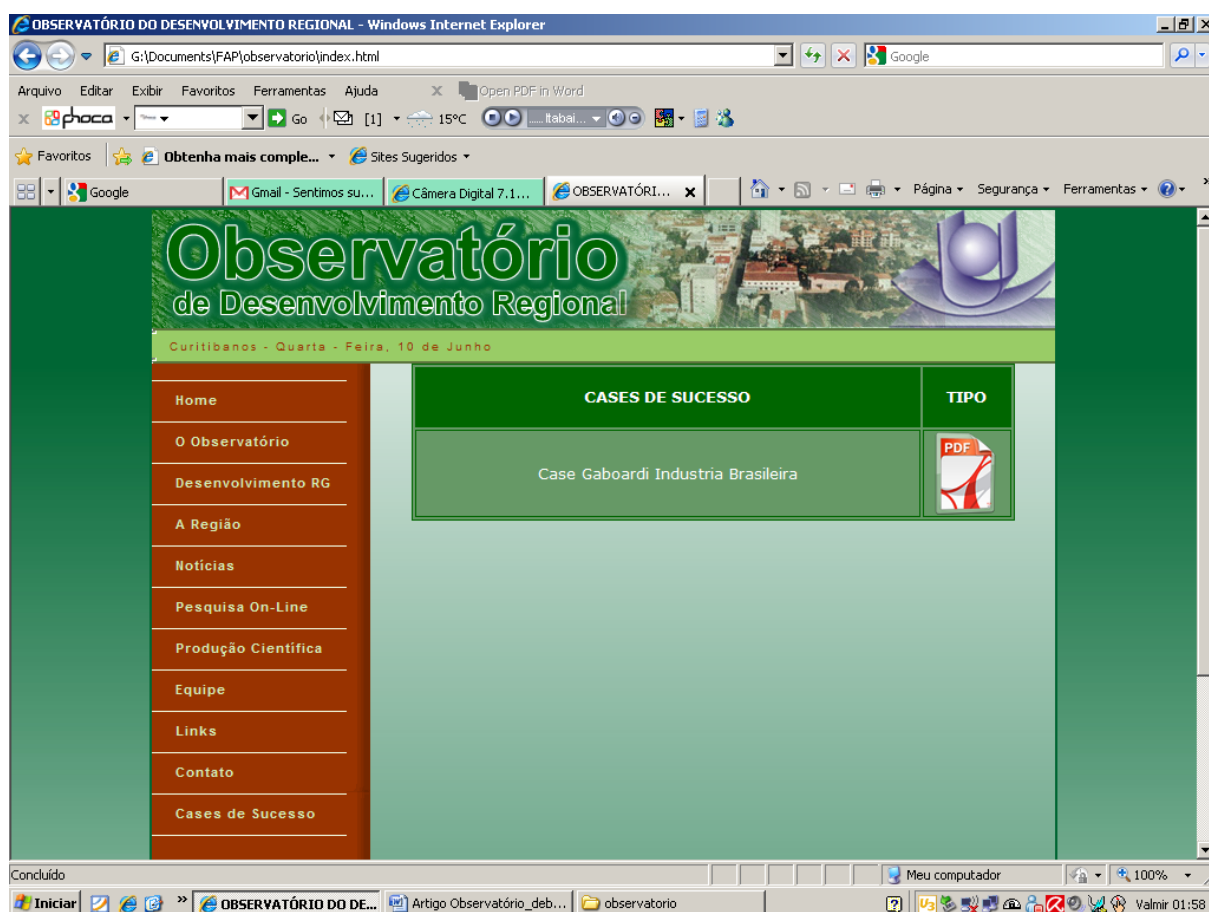 OBSERVATÓRIO DO DESENVOLVIMENTO REGIONAL - Windows Internet Explorer
G:\Documents\FAP\observatorio\index.html
Google
Arquivo Editar Exibir Favoritos Ferramentas Ajuda x Open PDF in Word
x phoca Go [1] 15°C ..... Itabai...
Favoritos Obtenha mais comple... Sites Sugeridos
Google Gmail - Sentimos su... Câmera Digital 7.1... OBSERVATÓRI... x Página Segurança Ferramentas »
Observatório
de Desenvolvimento Regional
Curitibanos - Quarta - Feira, 10 de Junho
CASES DE SUCESSO TIPO
Case Gaboardi Industria Brasileira PDF
Home
O Observatório
Desenvolvimento RG
A Região
Notícias
Pesquisa On-Line
Produção Científica
Equipe
Links
Contato
Cases de Sucesso
Concluído Meu computador 100%
Iniciar » OBSERVATÓRIO DO DE... Artigo Observatório_deb... observatorio Valmir 01:58